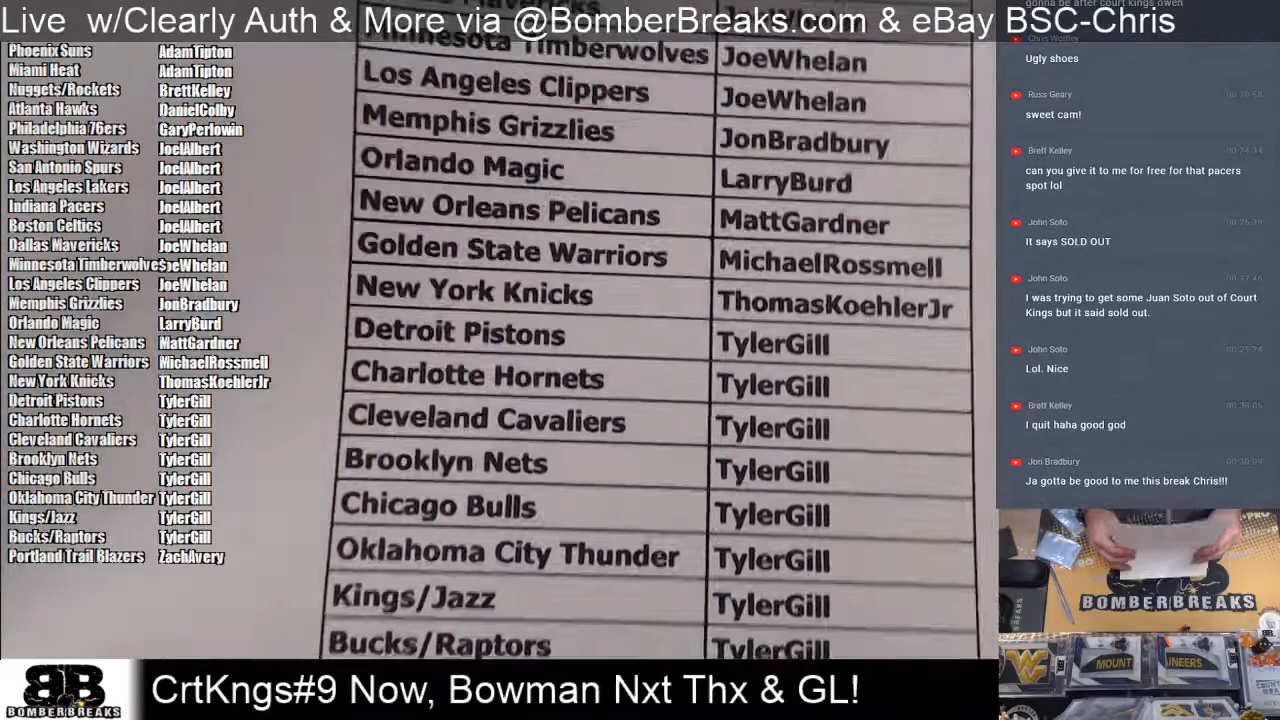 Live w/Clearly Auth & More via @BomberBreaks.com & eBay BSC-Chris
Phoenix Suns AdamTipton
Miami Heat AdamTipton
Nuggets/Rockets BrettKelley
Atlanta Hawks DanielColby
Philadelphia 76ers GaryPerlowin
Washington Wizards JoelAlbert
San Antonio Spurs JoelAlbert
Los Angeles Lakers JoelAlbert
Indiana Pacers JoelAlbert
Boston Celtics JoelAlbert
Dallas Mavericks JoeWhelan
Minnesota Timberwolves JoeWhelan
Los Angeles Clippers JoeWhelan
Memphis Grizzlies JonBradbury
Orlando Magic LarryBurd
New Orleans Pelicans MattGardner
Golden State Warriors MichaelRossmell
New York Knicks ThomasKoehlerJr
Detroit Pistons TylerGill
Charlotte Hornets TylerGill
Cleveland Cavaliers TylerGill
Brooklyn Nets TylerGill
Chicago Bulls TylerGill
Oklahoma City Thunder TylerGill
Kings/Jazz TylerGill
Bucks/Raptors TylerGill
Portland Trail Blazers ZachAvery
Minnesota Timberwolves JoeWhelan
Los Angeles Clippers JoeWhelan
Memphis Grizzlies JonBradbury
Orlando Magic LarryBurd
New Orleans Pelicans MattGardner
Golden State Warriors MichaelRossmell
New York Knicks ThomasKoehlerJr
Detroit Pistons TylerGill
Charlotte Hornets TylerGill
Cleveland Cavaliers TylerGill
Brooklyn Nets TylerGill
Chicago Bulls TylerGill
Oklahoma City Thunder TylerGill
Kings/Jazz TylerGill
Bucks/Raptors TylerGill
gonna be after court kings owen
Chris Wolfley
Ugly shoes
Russ Geary
sweet cam!
Brett Kelley
can you give it to me for free for that pacers
spot lol
John Soto
It says SOLD OUT
John Soto
I was trying to get some Juan Soto out of Court
Kings but it said sold out.
John Soto
Lol. Nice
Brett Kelley
I quit haha good god
Jon Bradbury
Ja gotta be good to me this break Chris!!!
BOMBERBREAKS
MOUNT
AINEERS
BOMBERBREAKS
CrtKngs#9 Now, Bowman Nxt Thx & GL!